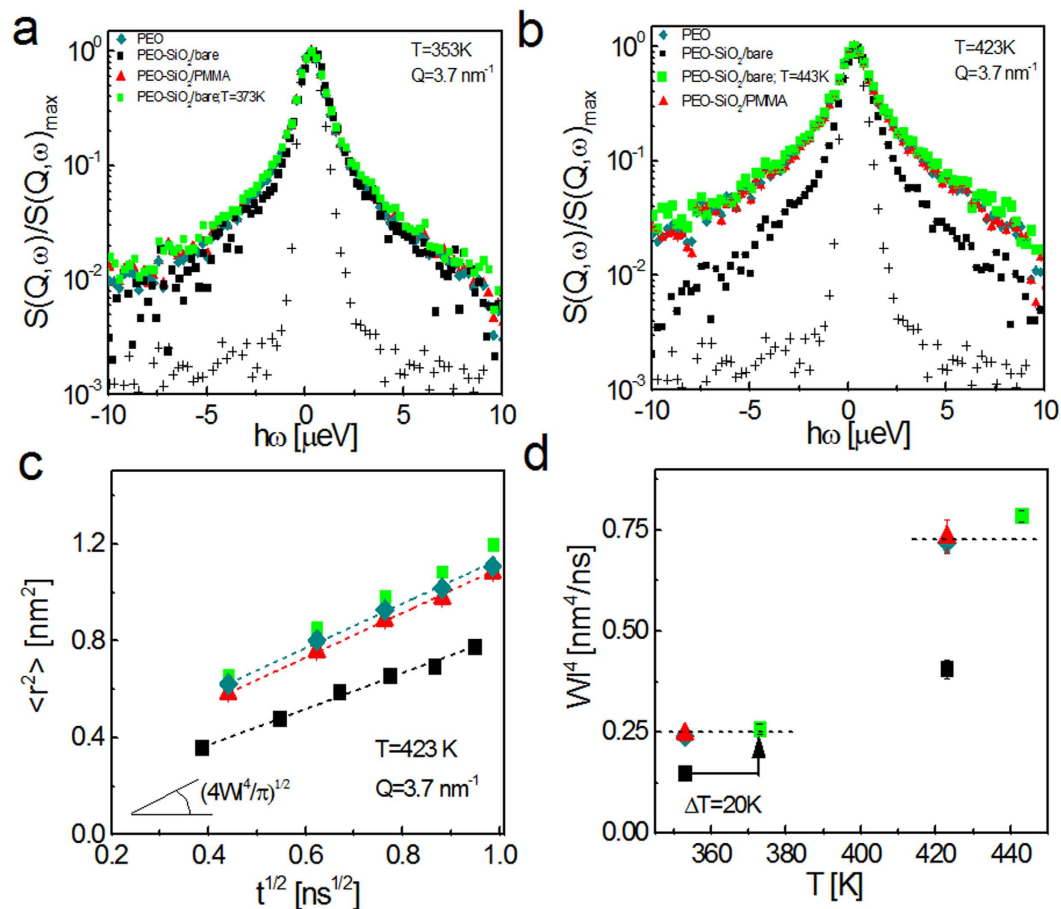 a
PEO
PEO-SiO₂/bare
PEO-SiO₂/PMMA
PEO-SiO₂/bare;T=373K
T=353K
Q=3.7 nm⁻¹
S(Q,ω)/S(Q,ω)max
10⁰
10⁻¹
10⁻²
10⁻³
-10 -5 0 5 10
hω [μeV]
b
PEO
PEO-SiO₂/bare
PEO-SiO₂/bare; T=443K
PEO-SiO₂/PMMA
T=423K
Q=3.7 nm⁻¹
S(Q,ω)/S(Q,ω)max
10⁰
10⁻¹
10⁻²
10⁻³
-10 -5 0 5 10
hω [μeV]
c
<r²> [nm²]
1.2
0.8
0.4
0.0
T=423 K
Q=3.7 nm⁻¹
(4Wl⁴/π)¹/²
0.2 0.4 0.6 0.8 1.0
t¹/² [ns¹/²]
d
Wl⁴ [nm⁴/ns]
0.75
0.50
0.25
0.00
ΔT=20K
360 380 400 420 440
T [K]